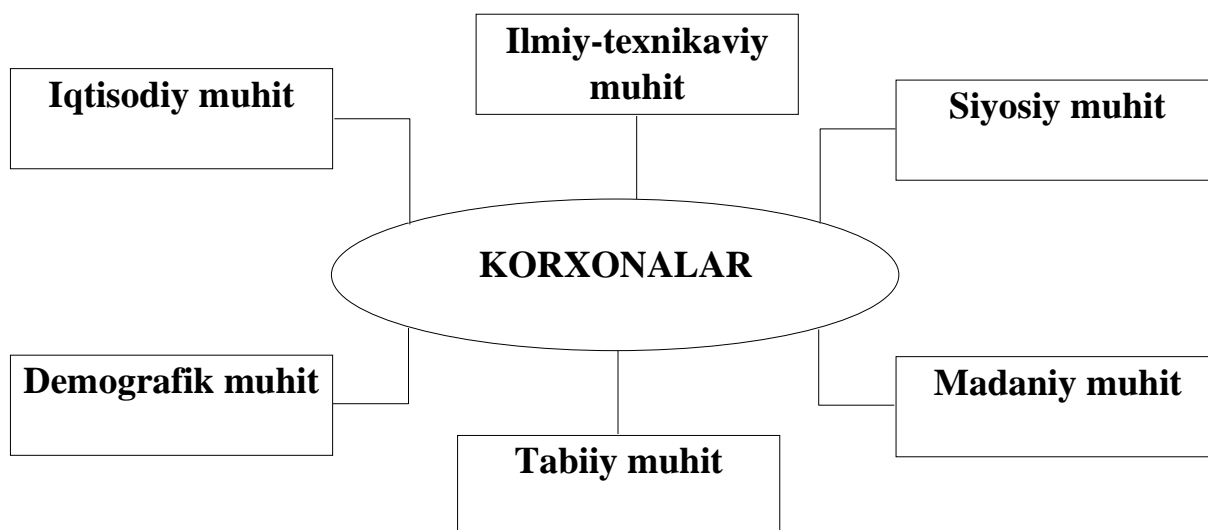 Ilmiy-texnikaviy
muhit
Iqtisodiy muhit
Siyosiy muhit
KORXONALAR
Demografik muhit
Madaniy muhit
Tabiiy muhit